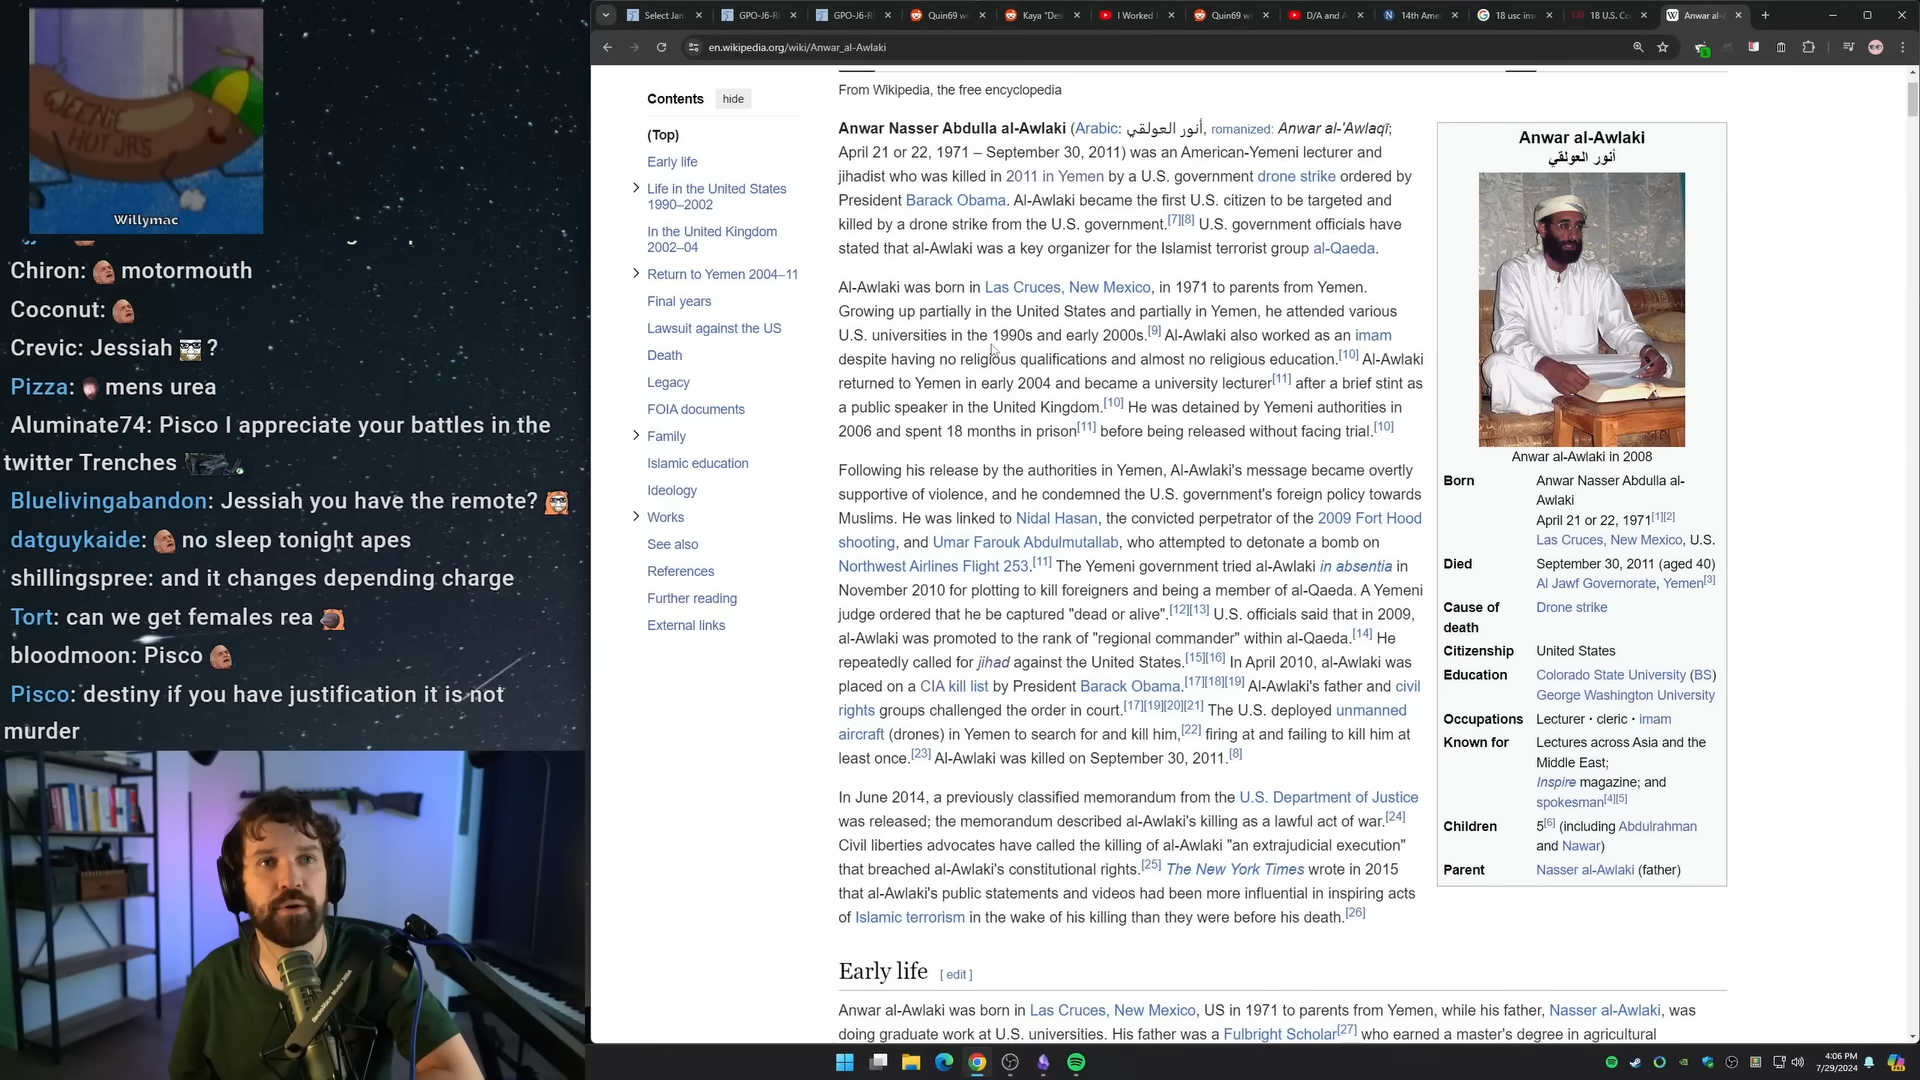 Select Jan
GPO-J6-R
GPO-J6-R
Quin69 w
Kaya "Des
I Worked
Quin69 w
D/A and
14th Ame
18 usc ins
18 U.S. Co
Anwar al-
en.wikipedia.org/wiki/Anwar_al-Awlaki
WEENIE
HUT JR'S
Willymac
Chiron: motormouth
Coconut:
Crevic: Jessiah ?
Pizza: mens urea
Aluminate74: Pisco I appreciate your battles in the
twitter Trenches
Bluelivingabandon: Jessiah you have the remote?
datguykaide: no sleep tonight apes
shillingspree: and it changes depending charge
Tort: can we get females rea
bloodmoon: Pisco
Pisco: destiny if you have justification it is not
murder
Contents hide
(Top)
Early life
Life in the United States
1990–2002
In the United Kingdom
2002–04
Return to Yemen 2004–11
Final years
Lawsuit against the US
Death
Legacy
FOIA documents
Family
Islamic education
Ideology
Works
See also
References
Further reading
External links
From Wikipedia, the free encyclopedia
Anwar Nasser Abdulla al-Awlaki (Arabic: أنور العولقي, romanized: Anwar al-'Awlaqī;
April 21 or 22, 1971 – September 30, 2011) was an American-Yemeni lecturer and
jihadist who was killed in 2011 in Yemen by a U.S. government drone strike ordered by
President Barack Obama. Al-Awlaki became the first U.S. citizen to be targeted and
killed by a drone strike from the U.S. government.[7][8] U.S. government officials have
stated that al-Awlaki was a key organizer for the Islamist terrorist group al-Qaeda.
Al-Awlaki was born in Las Cruces, New Mexico, in 1971 to parents from Yemen.
Growing up partially in the United States and partially in Yemen, he attended various
U.S. universities in the 1990s and early 2000s.[9] Al-Awlaki also worked as an imam
despite having no religious qualifications and almost no religious education.[10] Al-Awlaki
returned to Yemen in early 2004 and became a university lecturer[11] after a brief stint as
a public speaker in the United Kingdom.[10] He was detained by Yemeni authorities in
2006 and spent 18 months in prison[11] before being released without facing trial.[10]
Following his release by the authorities in Yemen, Al-Awlaki's message became overtly
supportive of violence, and he condemned the U.S. government's foreign policy towards
Muslims. He was linked to Nidal Hasan, the convicted perpetrator of the 2009 Fort Hood
shooting, and Umar Farouk Abdulmutallab, who attempted to detonate a bomb on
Northwest Airlines Flight 253.[11] The Yemeni government tried al-Awlaki in absentia in
November 2010 for plotting to kill foreigners and being a member of al-Qaeda. A Yemeni
judge ordered that he be captured "dead or alive".[12][13] U.S. officials said that in 2009,
al-Awlaki was promoted to the rank of "regional commander" within al-Qaeda.[14] He
repeatedly called for jihad against the United States.[15][16] In April 2010, al-Awlaki was
placed on a CIA kill list by President Barack Obama.[17][18][19] Al-Awlaki's father and civil
rights groups challenged the order in court.[17][19][20][21] The U.S. deployed unmanned
aircraft (drones) in Yemen to search for and kill him,[22] firing at and failing to kill him at
least once.[23] Al-Awlaki was killed on September 30, 2011.[8]
In June 2014, a previously classified memorandum from the U.S. Department of Justice
was released; the memorandum described al-Awlaki's killing as a lawful act of war.[24]
Civil liberties advocates have called the killing of al-Awlaki "an extrajudicial execution"
that breached al-Awlaki's constitutional rights.[25] The New York Times wrote in 2015
that al-Awlaki's public statements and videos had been more influential in inspiring acts
of Islamic terrorism in the wake of his killing than they were before his death.[26]
Early life [ edit ]
Anwar al-Awlaki was born in Las Cruces, New Mexico, US in 1971 to parents from Yemen, while his father, Nasser al-Awlaki, was
doing graduate work at U.S. universities. His father was a Fulbright Scholar[27] who earned a master's degree in agricultural
Anwar al-Awlaki
أنور العولقي
Anwar al-Awlaki in 2008
Born Anwar Nasser Abdulla al-
Awlaki
April 21 or 22, 1971[1][2]
Las Cruces, New Mexico, U.S.
Died September 30, 2011 (aged 40)
Al Jawf Governorate, Yemen[3]
Cause of death Drone strike
Citizenship United States
Education Colorado State University (BS)
George Washington University
Occupations Lecturer · cleric · imam
Known for Lectures across Asia and the
Middle East;
Inspire magazine; and
spokesman[4][5]
Children 5[6] (including Abdulrahman
and Nawar)
Parent Nasser al-Awlaki (father)
4:06 PM
7/29/2024